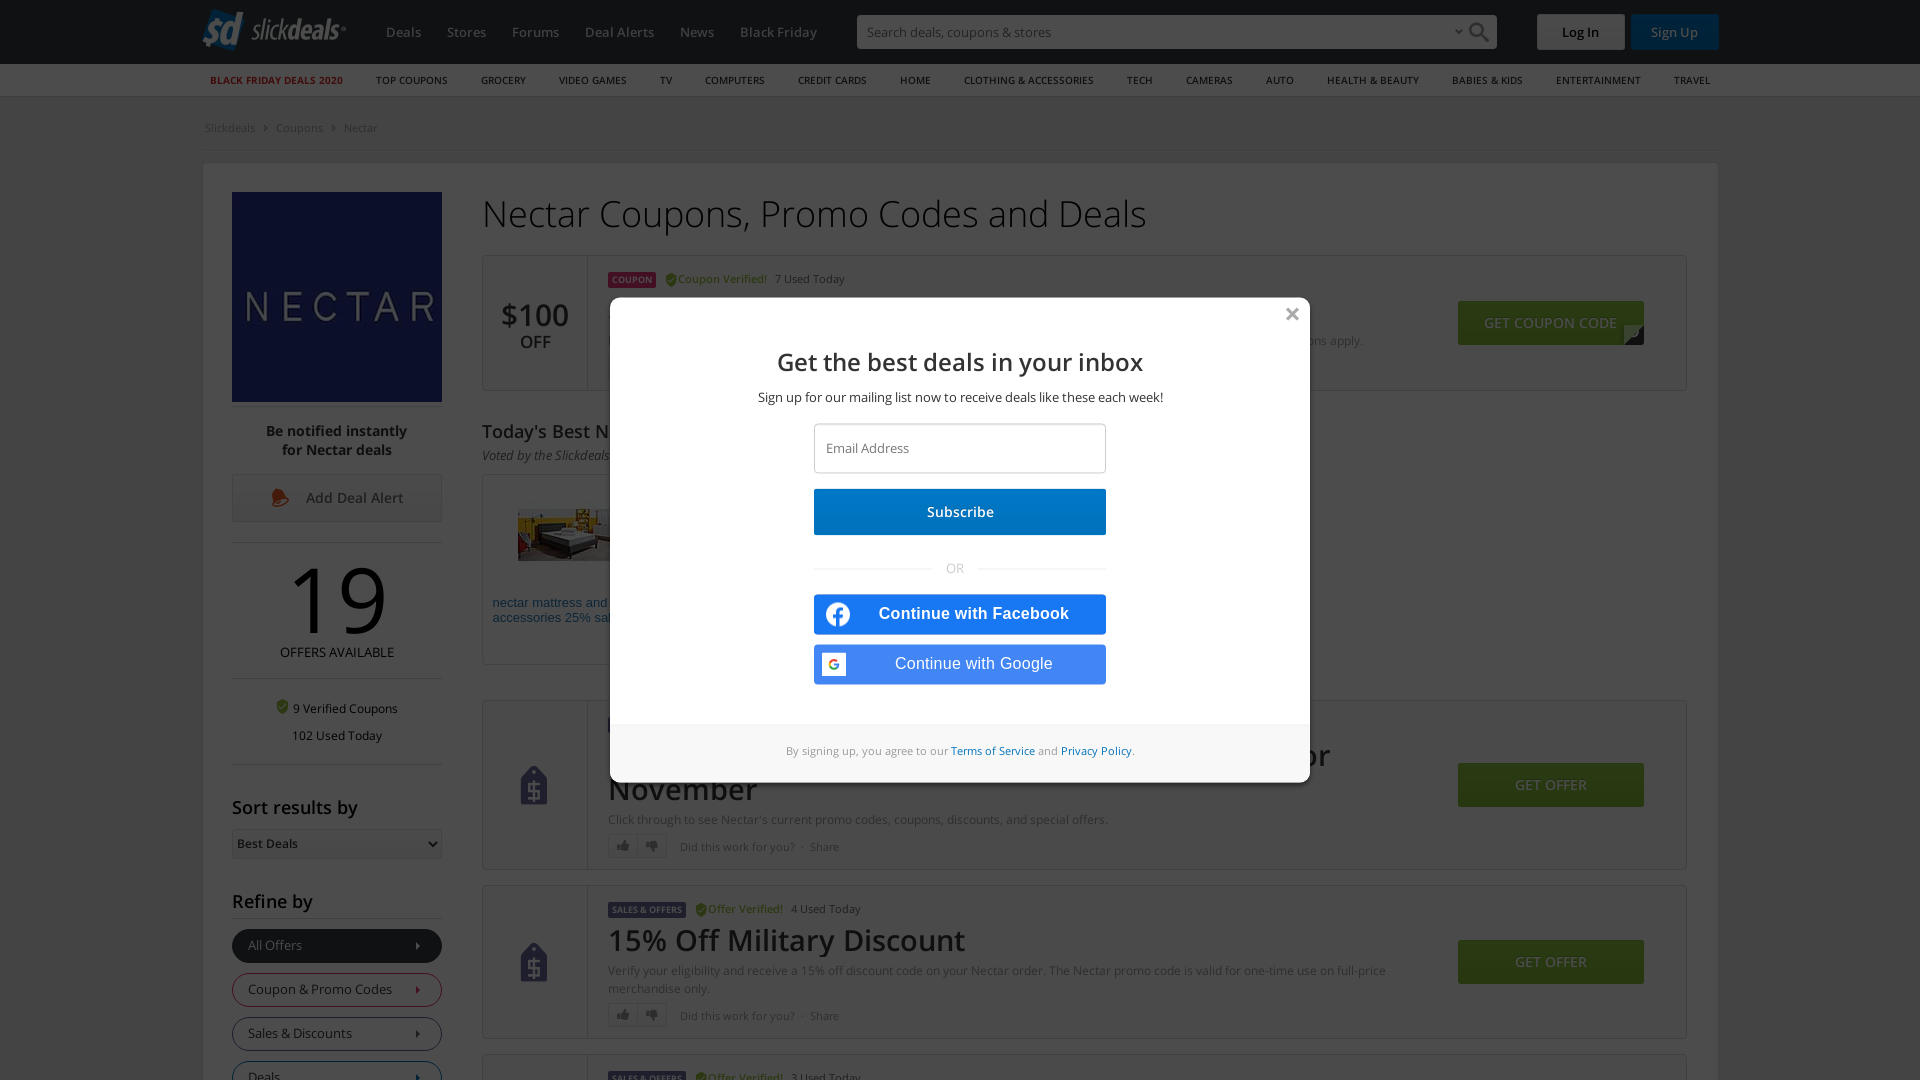 sd slickdeals
Deals
Stores
Forums
Deal Alerts
News
Black Friday
Search deals, coupons & stores
Log In
Sign Up
BLACK FRIDAY DEALS 2020
TOP COUPONS
GROCERY
VIDEO GAMES
TV
COMPUTERS
CREDIT CARDS
HOME
CLOTHING & ACCESSORIES
TECH
CAMERAS
AUTO
HEALTH & BEAUTY
BABIES & KIDS
ENTERTAINMENT
TRAVEL
Slickdeals
Coupons
Nectar
NECTAR
Be notified instantly
for Nectar deals
Add Deal Alert
19
OFFERS AVAILABLE
9 Verified Coupons
102 Used Today
Sort results by
Best Deals
Refine by
All Offers
Coupon & Promo Codes
Sales & Discounts
Deals
Nectar Coupons, Promo Codes and Deals
$100
OFF
COUPON
Coupon Verified!
7 Used Today
ons apply.
GET COUPON CODE
Today's Best N
Voted by the Slickdeals
nectar mattress and
accessories 25% sal
Get the best deals in your inbox
Sign up for our mailing list now to receive deals like these each week!
Email Address
Subscribe
OR
Continue with Facebook
Continue with Google
By signing up, you agree to our Terms of Service and Privacy Policy.
or
November
Click through to see Nectar's current promo codes, coupons, discounts, and special offers.
Did this work for you? · Share
GET OFFER
SALES & OFFERS
Offer Verified!
4 Used Today
15% Off Military Discount
Verify your eligibility and receive a 15% off discount code on your Nectar order. The Nectar promo code is valid for one-time use on full-price
merchandise only.
Did this work for you? · Share
GET OFFER
SALES & OFFERS
Offer Verified!
3 Used Today